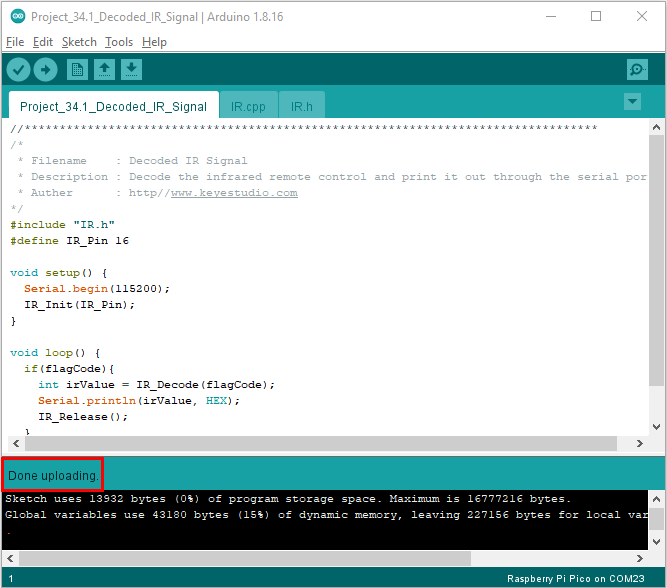 Project_34.1_Decoded_IR_Signal | Arduino 1.8.16
File Edit Sketch Tools Help
Project_34.1_Decoded_IR_Signal IR.cpp IR.h
//**********************************************************************************
/*
 * Filename    : Decoded IR Signal
 * Description : Decode the infrared remote control and print it out through the serial por
 * Auther      : http//www.keyestudio.com
*/
#include "IR.h"
#define IR_Pin 16
void setup() {
  Serial.begin(115200);
  IR_Init(IR_Pin);
}
void loop() {
  if(flagCode){
    int irValue = IR_Decode(flagCode);
    Serial.println(irValue, HEX);
    IR_Release();
  }
Done uploading.
Sketch uses 13932 bytes (0%) of program storage space. Maximum is 16777216 bytes.
Global variables use 43180 bytes (15%) of dynamic memory, leaving 227156 bytes for local var
.
1 Raspberry Pi Pico on COM23